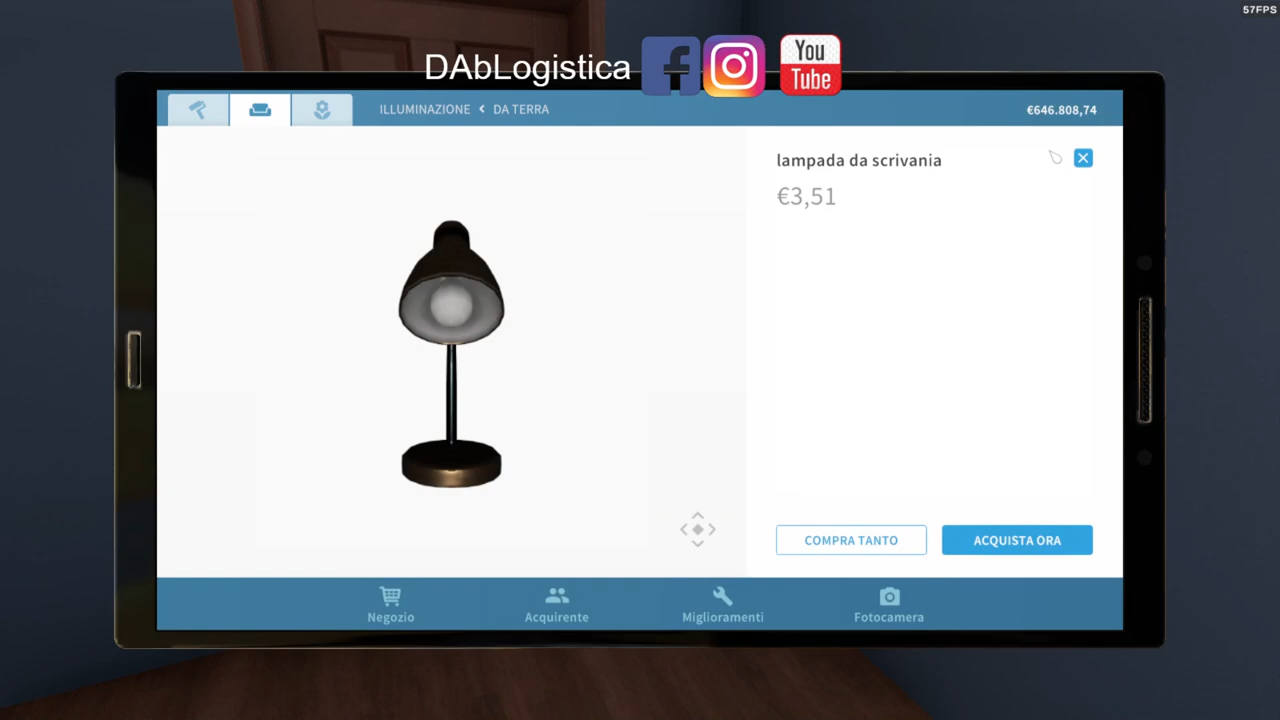 57FPS
DAbLogistica
You
Tube
ILLUMINAZIONE < DA TERRA
€646.808,74
lampada da scrivania
€3,51
COMPRA TANTO
ACQUISTA ORA
Negozio
Acquirente
Miglioramenti
Fotocamera